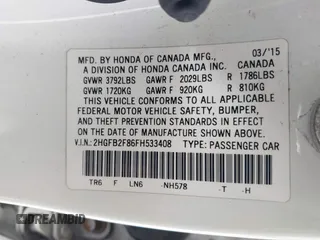 MFD. BY HONDA OF CANADA MFG., 03/'15
A DIVISION OF HONDA CANADA INC. CANADA
GVWR 3792LBS GAWR F 2029LBS R 1786LBS
GVWR 1720KG GAWR F 920KG R 810KG
THIS VEHICLE CONFORMS TO ALL APPLICABLE
FEDERAL MOTOR VEHICLE SAFETY, BUMPER,
AND THEFT PREVENTION STANDARDS IN EFFECT
ON THE DATE OF MANUFACTURE SHOWN ABOVE.
V.I.N.: 2HGFB2F86FH533408 TYPE: PASSENGER CAR
TR6 F LN6 -NH578 -T -H
DREAMBID